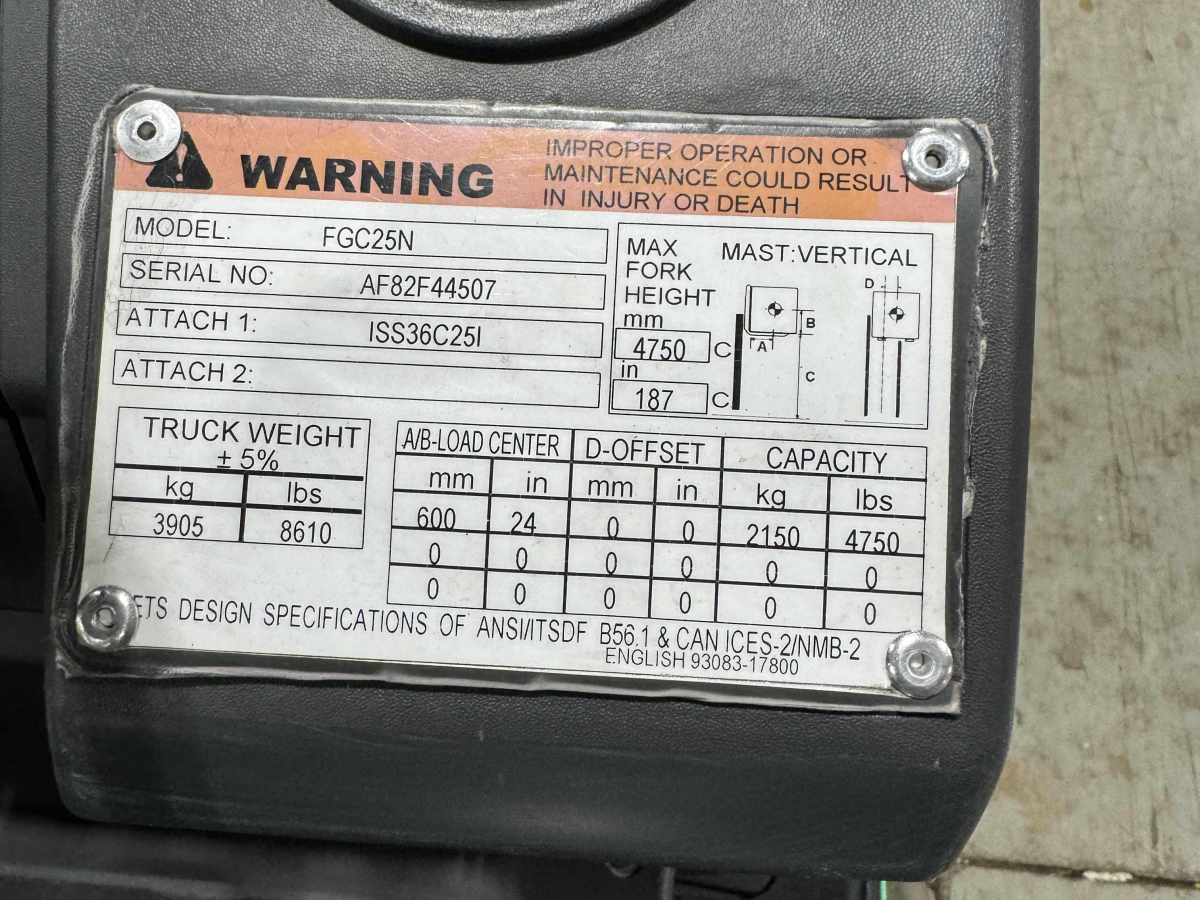 WARNING
IMPROPER OPERATION OR
MAINTENANCE COULD RESULT
IN INJURY OR DEATH
MODEL: FGC25N
SERIAL NO: AF82F44507
ATTACH 1: ISS36C25I
ATTACH 2:
MAX FORK HEIGHT
MAST:VERTICAL
mm
4750 C
in
187 C
A
B
C
D
TRUCK WEIGHT
± 5%
kg lbs
3905 8610
A/B-LOAD CENTER D-OFFSET CAPACITY
mm in mm in kg lbs
600 24 0 0 2150 4750
0 0 0 0 0 0
0 0 0 0 0 0
ETS DESIGN SPECIFICATIONS OF ANSI/ITSDF B56.1 & CAN ICES-2/NMB-2
ENGLISH 93083-17800